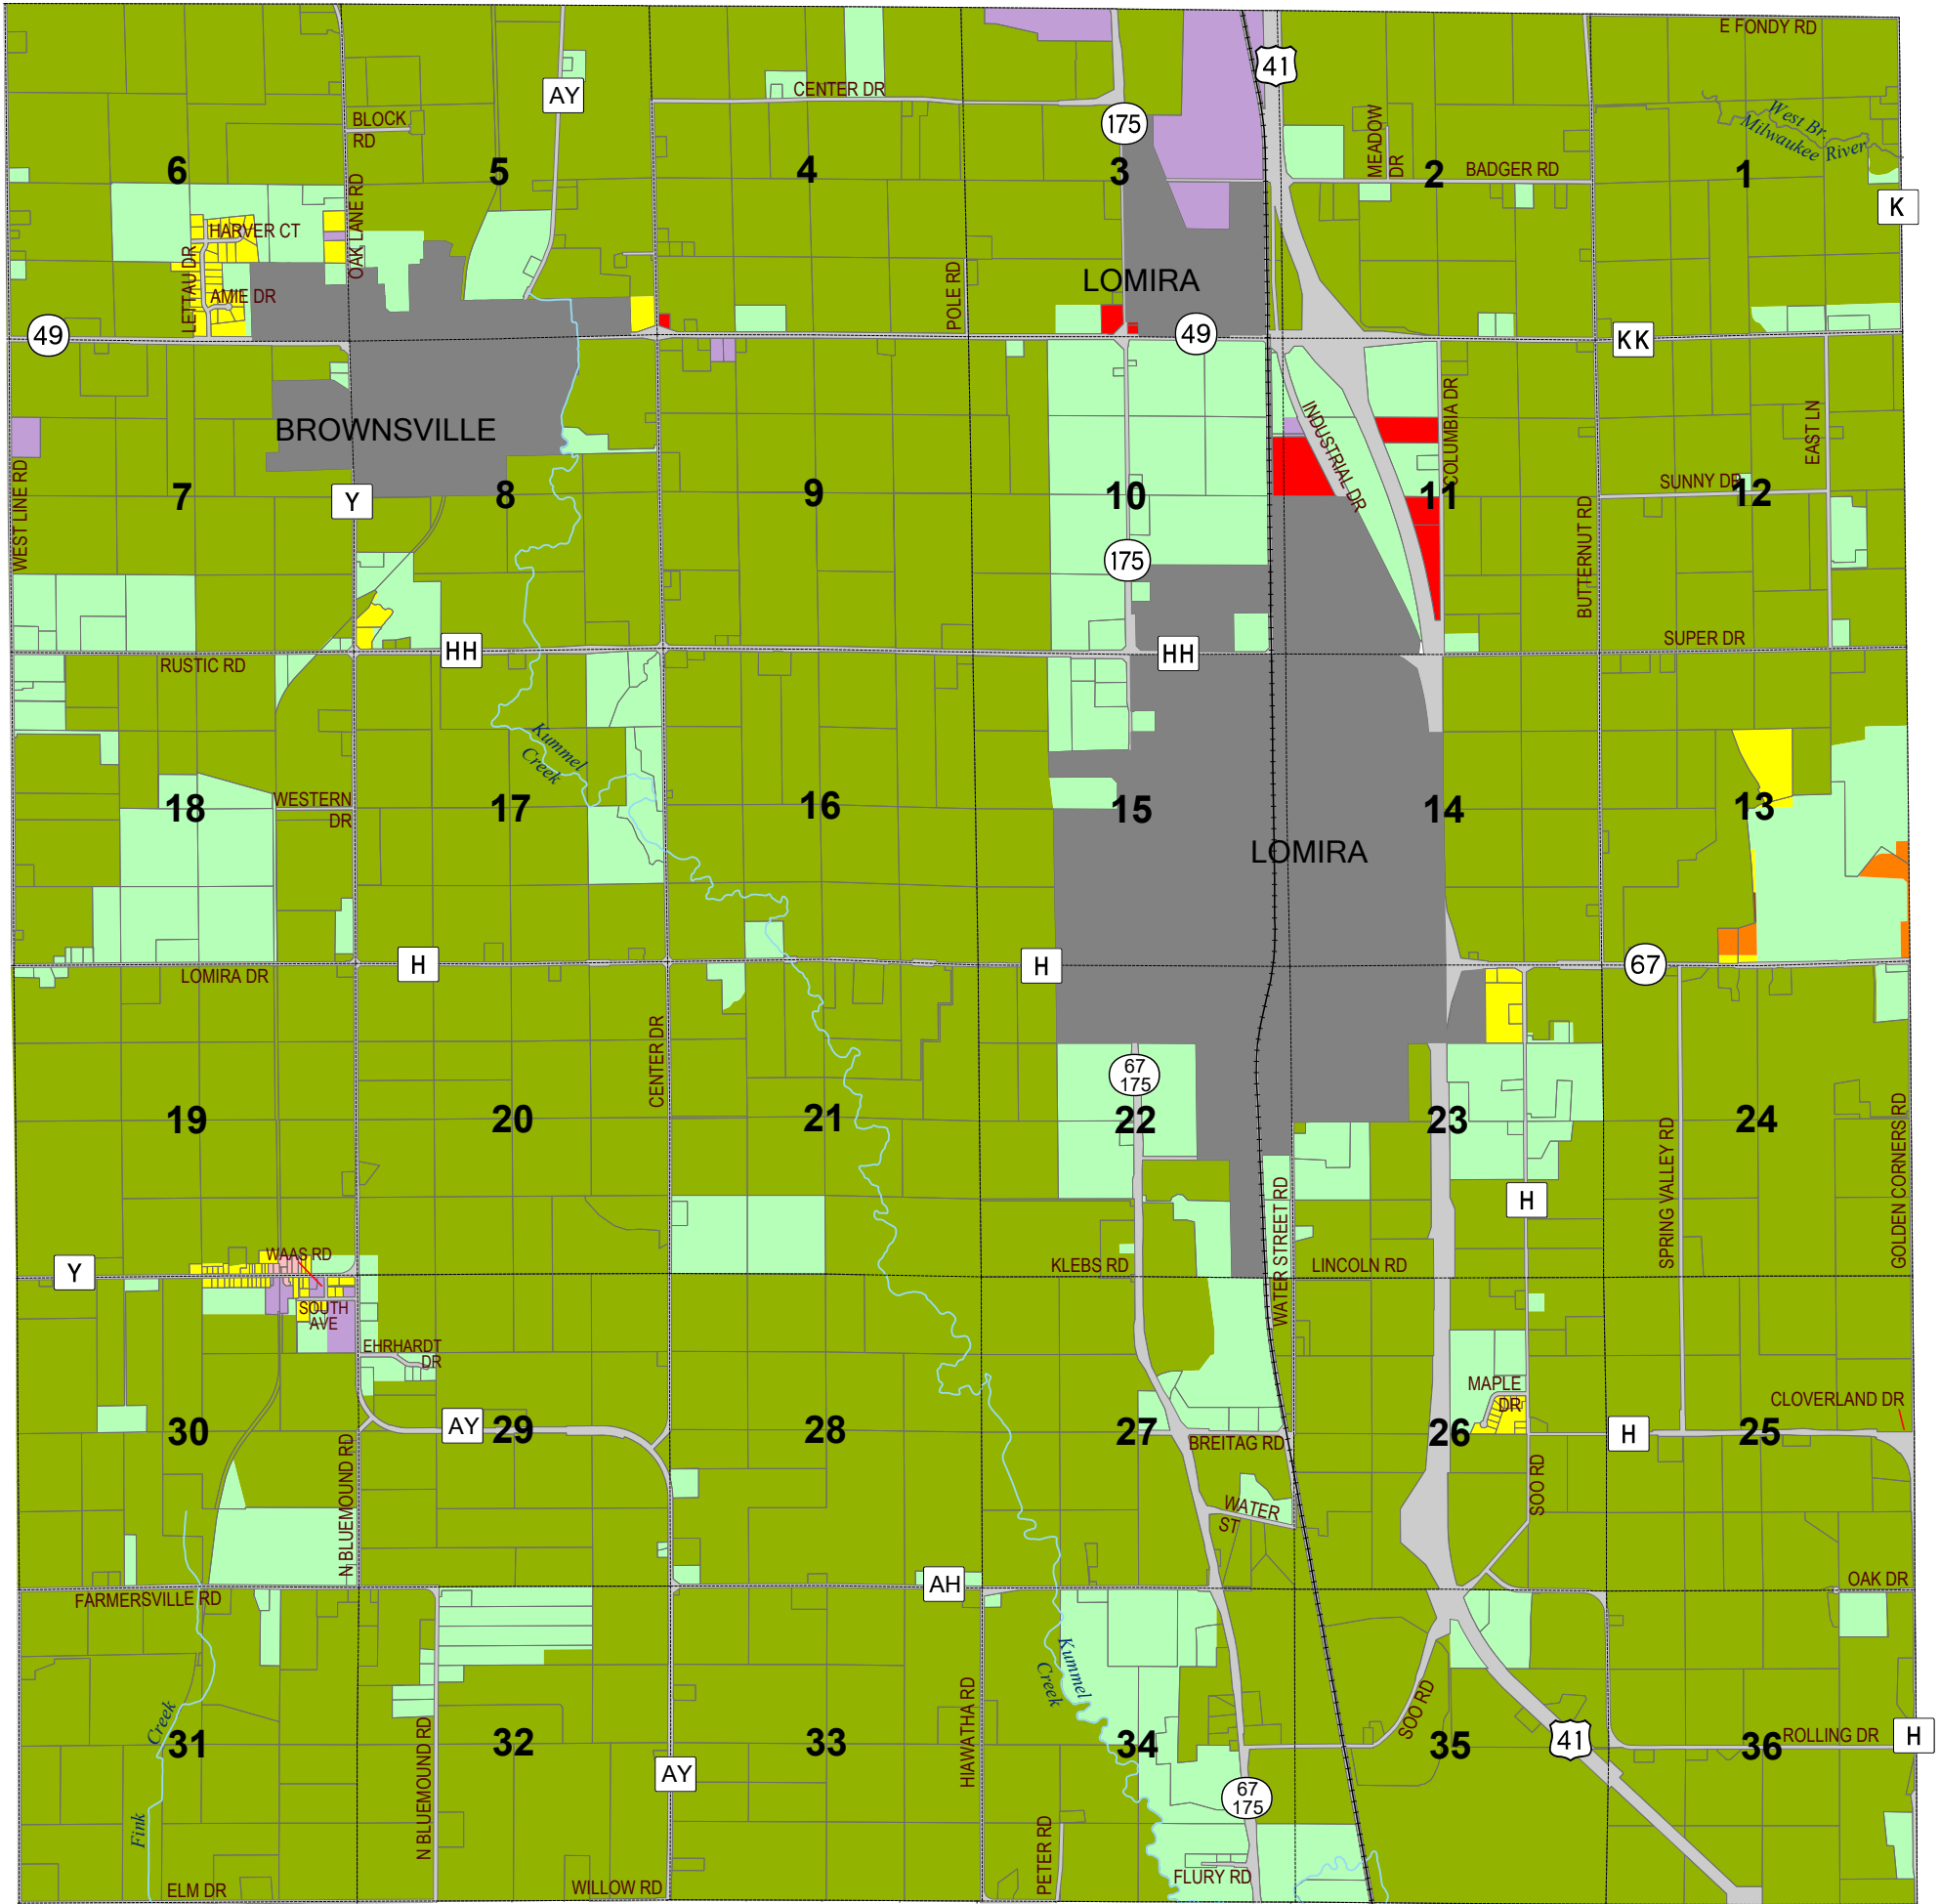 E FONDY RD
41
CENTER DR
AY
BLOCK
RD
175
West Br.
Milwaukee River
MEADOW
DR
BADGER RD
6
5
4
3
2
1
K
HARVER CT
OAK LANE RD
LETTAU DR
AMIE DR
POLE RD
LOMIRA
49
49
KK
BROWNSVILLE
INDUSTRIAL DR
COLUMBIA DR
EAST LN
WEST LINE RD
7
Y
8
9
10
11
SUNNY DR
12
BUTTERNUT RD
175
RUSTIC RD
HH
HH
SUPER DR
Kummel
Creek
18
WESTERN
DR
17
16
15
14
13
LOMIRA
LOMIRA DR
H
H
67
CENTER DR
67
175
19
20
21
22
23
24
SPRING VALLEY RD
GOLDEN CORNERS RD
H
WATER STREET RD
WAAS RD
Y
KLEBS RD
LINCOLN RD
SOUTH
AVE
EHRHARDT
DR
MAPLE
DR
CLOVERLAND DR
30
AY
29
28
27
26
H
25
BREITAG RD
N BLUEMOUND RD
SOO RD
WATER
ST
AH
OAK DR
FARMERSVILLE RD
Kummel
Creek
HIAWATHA RD
SOO RD
Creek
Fink
31
N BLUEMOUND RD
32
33
34
35
41
36
ROLLING DR
H
AY
67
175
PETER RD
FLURY RD
ELM DR
WILLOW RD